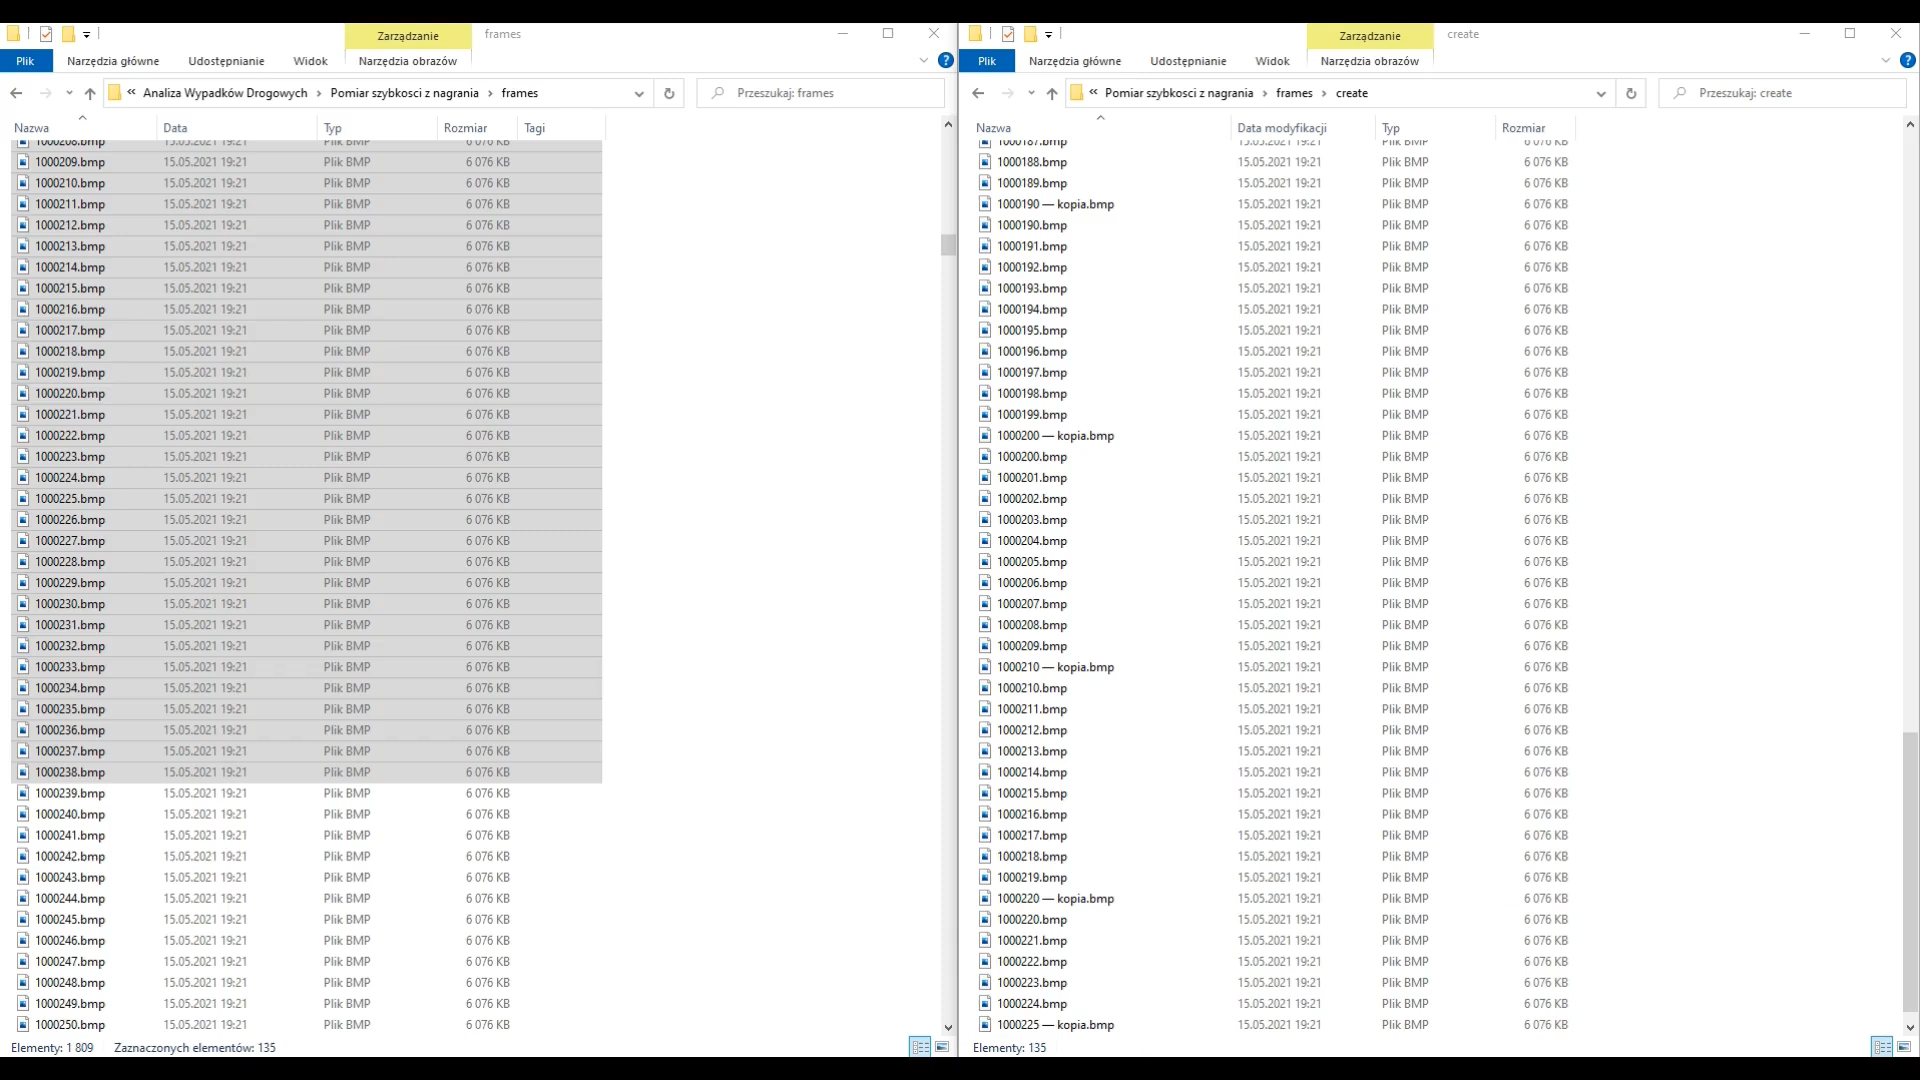 Zarządzanie frames
Plik Narzędzia główne Udostępnianie Widok Narzędzia obrazów
« Analiza Wypadków Drogowych › Pomiar szybkosci z nagrania › frames Przeszukaj: frames
Nazwa Data Typ Rozmiar Tagi
1000208.bmp 15.05.2021 19:21 Plik BMP 6 076 KB
1000209.bmp 15.05.2021 19:21 Plik BMP 6 076 KB
1000210.bmp 15.05.2021 19:21 Plik BMP 6 076 KB
1000211.bmp 15.05.2021 19:21 Plik BMP 6 076 KB
1000212.bmp 15.05.2021 19:21 Plik BMP 6 076 KB
1000213.bmp 15.05.2021 19:21 Plik BMP 6 076 KB
1000214.bmp 15.05.2021 19:21 Plik BMP 6 076 KB
1000215.bmp 15.05.2021 19:21 Plik BMP 6 076 KB
1000216.bmp 15.05.2021 19:21 Plik BMP 6 076 KB
1000217.bmp 15.05.2021 19:21 Plik BMP 6 076 KB
1000218.bmp 15.05.2021 19:21 Plik BMP 6 076 KB
1000219.bmp 15.05.2021 19:21 Plik BMP 6 076 KB
1000220.bmp 15.05.2021 19:21 Plik BMP 6 076 KB
1000221.bmp 15.05.2021 19:21 Plik BMP 6 076 KB
1000222.bmp 15.05.2021 19:21 Plik BMP 6 076 KB
1000223.bmp 15.05.2021 19:21 Plik BMP 6 076 KB
1000224.bmp 15.05.2021 19:21 Plik BMP 6 076 KB
1000225.bmp 15.05.2021 19:21 Plik BMP 6 076 KB
1000226.bmp 15.05.2021 19:21 Plik BMP 6 076 KB
1000227.bmp 15.05.2021 19:21 Plik BMP 6 076 KB
1000228.bmp 15.05.2021 19:21 Plik BMP 6 076 KB
1000229.bmp 15.05.2021 19:21 Plik BMP 6 076 KB
1000230.bmp 15.05.2021 19:21 Plik BMP 6 076 KB
1000231.bmp 15.05.2021 19:21 Plik BMP 6 076 KB
1000232.bmp 15.05.2021 19:21 Plik BMP 6 076 KB
1000233.bmp 15.05.2021 19:21 Plik BMP 6 076 KB
1000234.bmp 15.05.2021 19:21 Plik BMP 6 076 KB
1000235.bmp 15.05.2021 19:21 Plik BMP 6 076 KB
1000236.bmp 15.05.2021 19:21 Plik BMP 6 076 KB
1000237.bmp 15.05.2021 19:21 Plik BMP 6 076 KB
1000238.bmp 15.05.2021 19:21 Plik BMP 6 076 KB
1000239.bmp 15.05.2021 19:21 Plik BMP 6 076 KB
1000240.bmp 15.05.2021 19:21 Plik BMP 6 076 KB
1000241.bmp 15.05.2021 19:21 Plik BMP 6 076 KB
1000242.bmp 15.05.2021 19:21 Plik BMP 6 076 KB
1000243.bmp 15.05.2021 19:21 Plik BMP 6 076 KB
1000244.bmp 15.05.2021 19:21 Plik BMP 6 076 KB
1000245.bmp 15.05.2021 19:21 Plik BMP 6 076 KB
1000246.bmp 15.05.2021 19:21 Plik BMP 6 076 KB
1000247.bmp 15.05.2021 19:21 Plik BMP 6 076 KB
1000248.bmp 15.05.2021 19:21 Plik BMP 6 076 KB
1000249.bmp 15.05.2021 19:21 Plik BMP 6 076 KB
1000250.bmp 15.05.2021 19:21 Plik BMP 6 076 KB
Elementy: 1 809 Zaznaczonych elementów: 135
Zarządzanie create
Plik Narzędzia główne Udostępnianie Widok Narzędzia obrazów
« Pomiar szybkosci z nagrania › frames › create Przeszukaj: create
Nazwa Data modyfikacji Typ Rozmiar
1000187.bmp 15.05.2021 19:21 Plik BMP 6 076 KB
1000188.bmp 15.05.2021 19:21 Plik BMP 6 076 KB
1000189.bmp 15.05.2021 19:21 Plik BMP 6 076 KB
1000190 — kopia.bmp 15.05.2021 19:21 Plik BMP 6 076 KB
1000190.bmp 15.05.2021 19:21 Plik BMP 6 076 KB
1000191.bmp 15.05.2021 19:21 Plik BMP 6 076 KB
1000192.bmp 15.05.2021 19:21 Plik BMP 6 076 KB
1000193.bmp 15.05.2021 19:21 Plik BMP 6 076 KB
1000194.bmp 15.05.2021 19:21 Plik BMP 6 076 KB
1000195.bmp 15.05.2021 19:21 Plik BMP 6 076 KB
1000196.bmp 15.05.2021 19:21 Plik BMP 6 076 KB
1000197.bmp 15.05.2021 19:21 Plik BMP 6 076 KB
1000198.bmp 15.05.2021 19:21 Plik BMP 6 076 KB
1000199.bmp 15.05.2021 19:21 Plik BMP 6 076 KB
1000200 — kopia.bmp 15.05.2021 19:21 Plik BMP 6 076 KB
1000200.bmp 15.05.2021 19:21 Plik BMP 6 076 KB
1000201.bmp 15.05.2021 19:21 Plik BMP 6 076 KB
1000202.bmp 15.05.2021 19:21 Plik BMP 6 076 KB
1000203.bmp 15.05.2021 19:21 Plik BMP 6 076 KB
1000204.bmp 15.05.2021 19:21 Plik BMP 6 076 KB
1000205.bmp 15.05.2021 19:21 Plik BMP 6 076 KB
1000206.bmp 15.05.2021 19:21 Plik BMP 6 076 KB
1000207.bmp 15.05.2021 19:21 Plik BMP 6 076 KB
1000208.bmp 15.05.2021 19:21 Plik BMP 6 076 KB
1000209.bmp 15.05.2021 19:21 Plik BMP 6 076 KB
1000210 — kopia.bmp 15.05.2021 19:21 Plik BMP 6 076 KB
1000210.bmp 15.05.2021 19:21 Plik BMP 6 076 KB
1000211.bmp 15.05.2021 19:21 Plik BMP 6 076 KB
1000212.bmp 15.05.2021 19:21 Plik BMP 6 076 KB
1000213.bmp 15.05.2021 19:21 Plik BMP 6 076 KB
1000214.bmp 15.05.2021 19:21 Plik BMP 6 076 KB
1000215.bmp 15.05.2021 19:21 Plik BMP 6 076 KB
1000216.bmp 15.05.2021 19:21 Plik BMP 6 076 KB
1000217.bmp 15.05.2021 19:21 Plik BMP 6 076 KB
1000218.bmp 15.05.2021 19:21 Plik BMP 6 076 KB
1000219.bmp 15.05.2021 19:21 Plik BMP 6 076 KB
1000220 — kopia.bmp 15.05.2021 19:21 Plik BMP 6 076 KB
1000220.bmp 15.05.2021 19:21 Plik BMP 6 076 KB
1000221.bmp 15.05.2021 19:21 Plik BMP 6 076 KB
1000222.bmp 15.05.2021 19:21 Plik BMP 6 076 KB
1000223.bmp 15.05.2021 19:21 Plik BMP 6 076 KB
1000224.bmp 15.05.2021 19:21 Plik BMP 6 076 KB
1000225 — kopia.bmp 15.05.2021 19:21 Plik BMP 6 076 KB
Elementy: 135